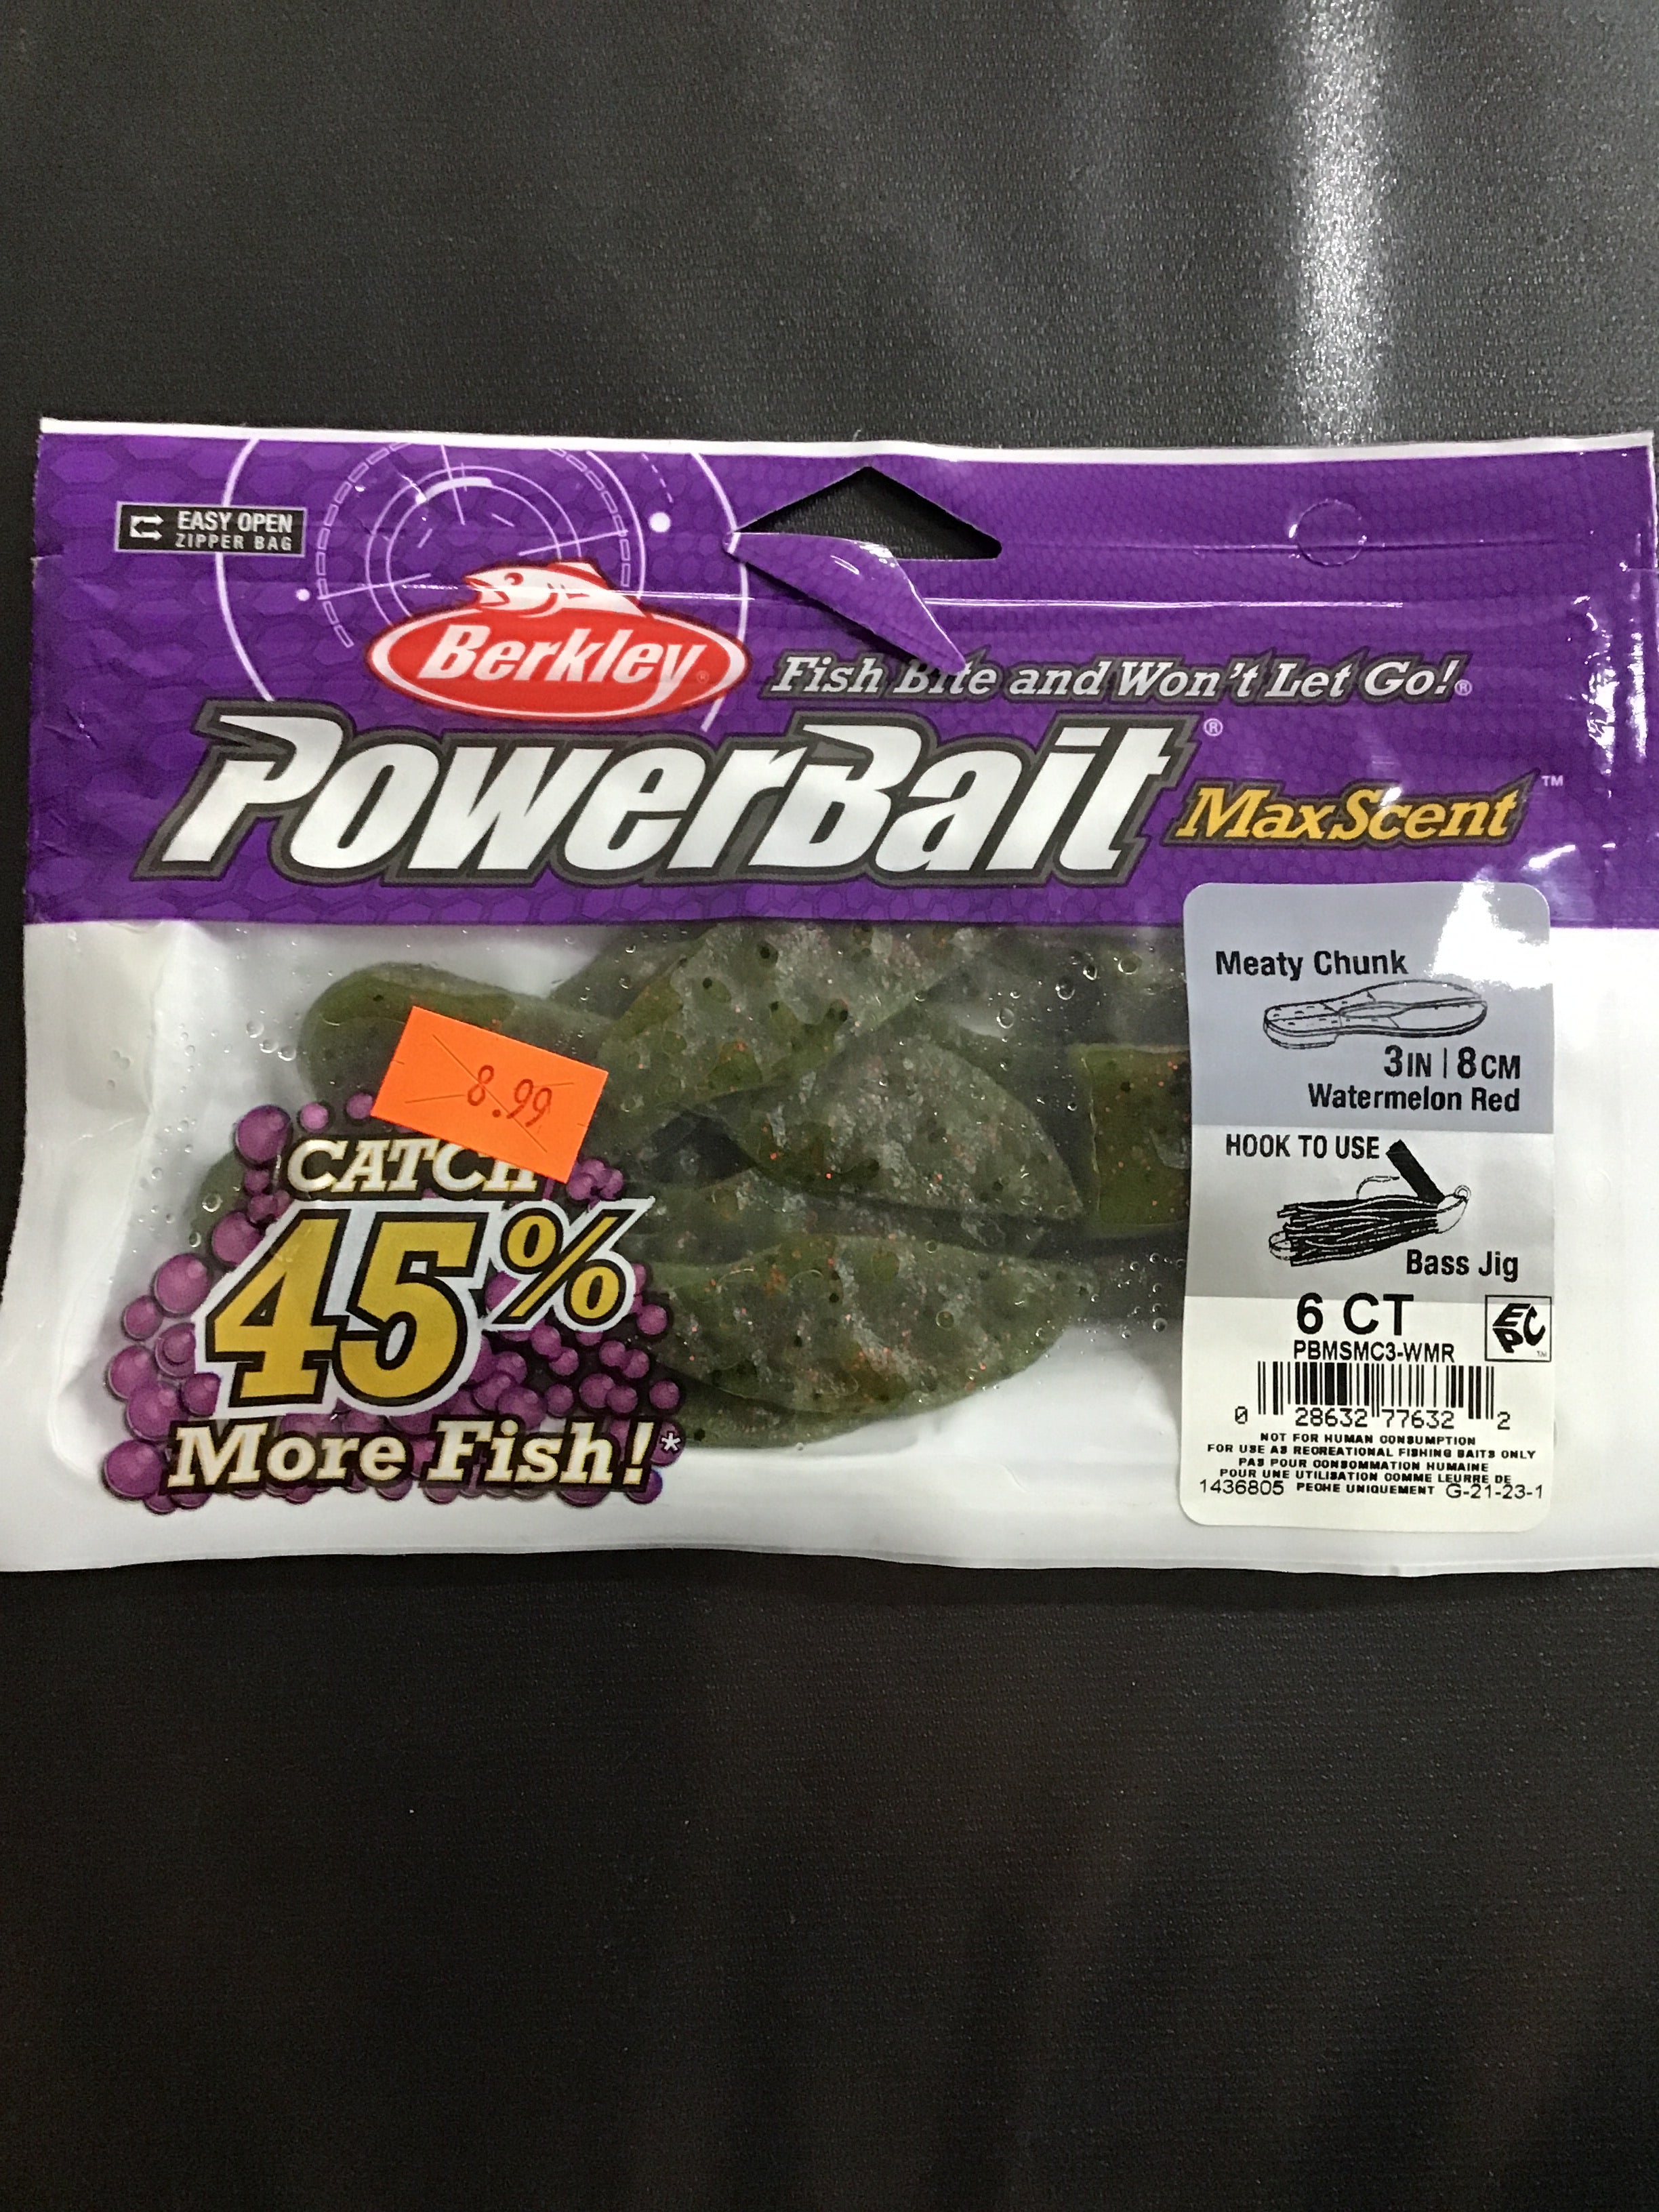 EASY OPEN
ZIPPER BAG
Berkley®
Fish Bite and Won't Let Go!®
PowerBait®
MaxScent™
8.99
CATCH
45%
More Fish!*
Meaty Chunk
3IN | 8CM
Watermelon Red
HOOK TO USE
Bass Jig
6 CT
PBMSMC3-WMR
0 28632 77632 2
NOT FOR HUMAN CONSUMPTION
FOR USE AS RECREATIONAL FISHING BAITS ONLY
PAS POUR CONSOMMATION HUMAINE
POUR UNE UTILISATION COMME LEURRE DE
1436805 PECHE UNIQUEMENT G-21-23-1